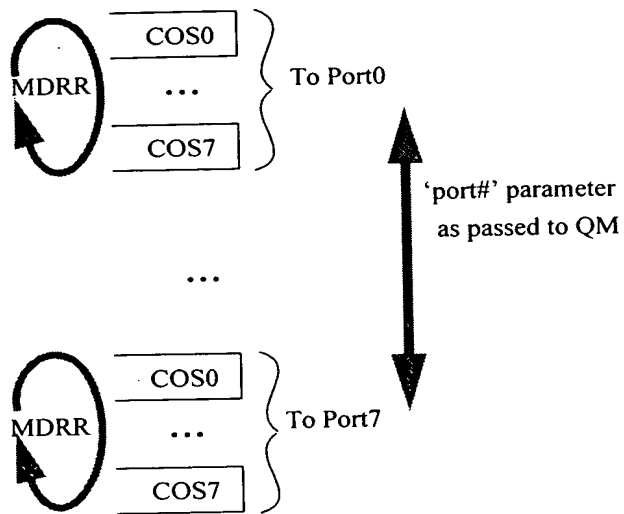 COS0
MDRR
To Port0
...
COS7
'port#' parameter
as passed to QM
...
COS0
MDRR
To Port7
...
COS7